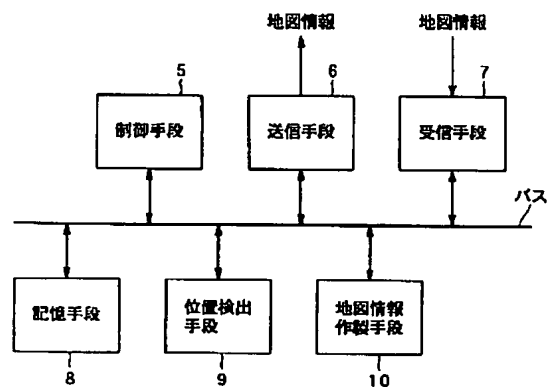 地図情報
地図情報
5
6
7
制御手段
送信手段
受信手段
バス
記憶手段
位置検出
手段
地図情報
作製手段
8
9
10